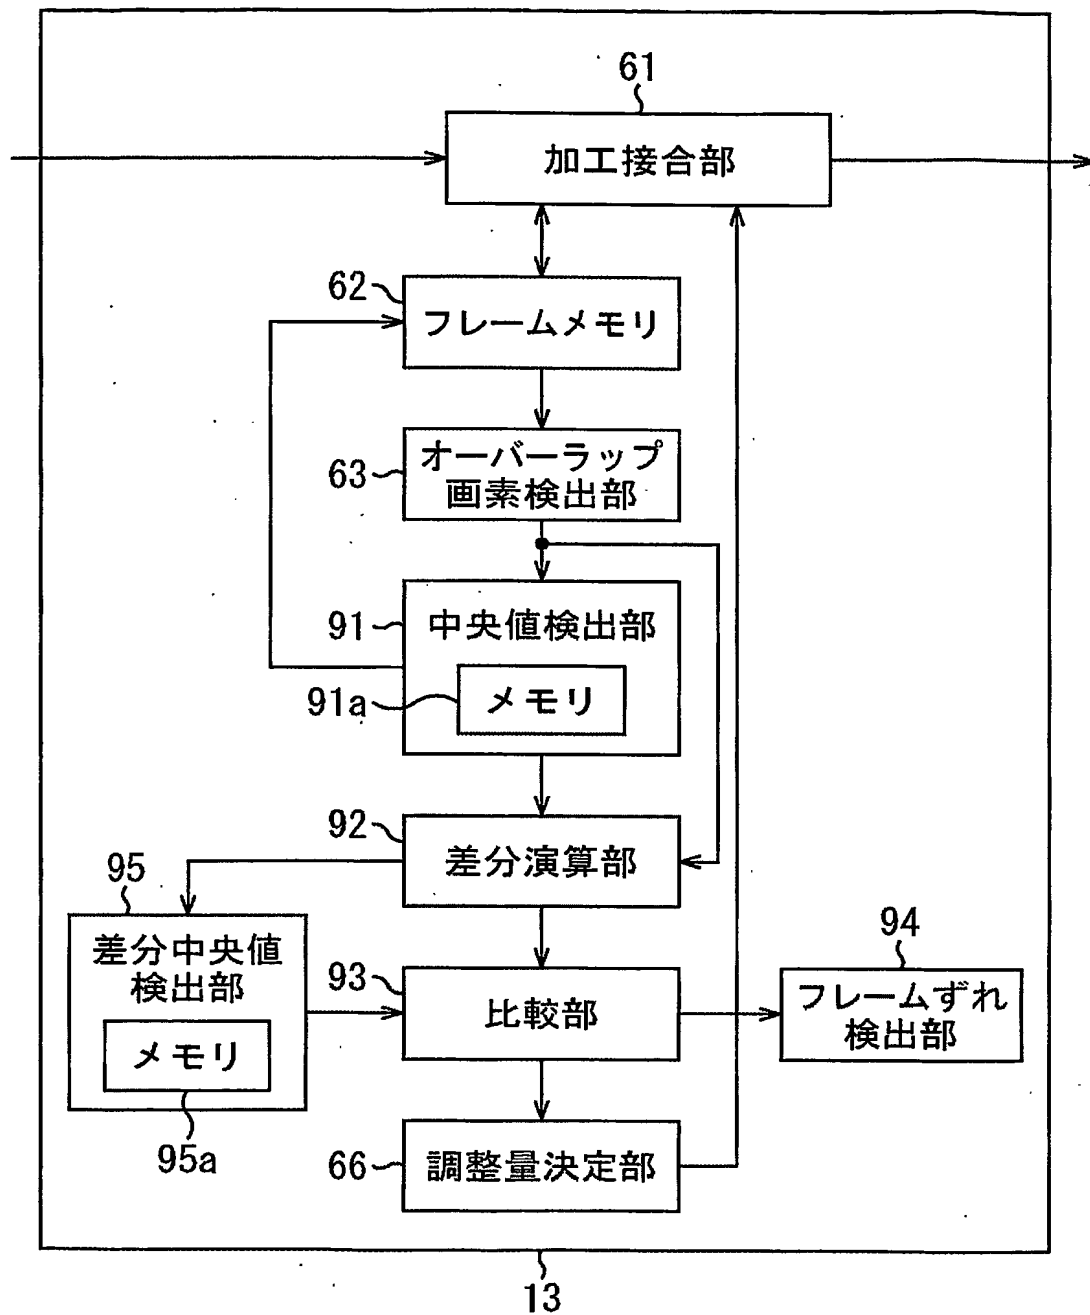 61
加工接合部
62
フレームメモリ
63
オーバーラップ
画素検出部
91
中央値検出部
91a
メモリ
92
差分演算部
95
差分中央値
検出部
メモリ
95a
93
比較部
94
フレームずれ
検出部
66
調整量決定部
13